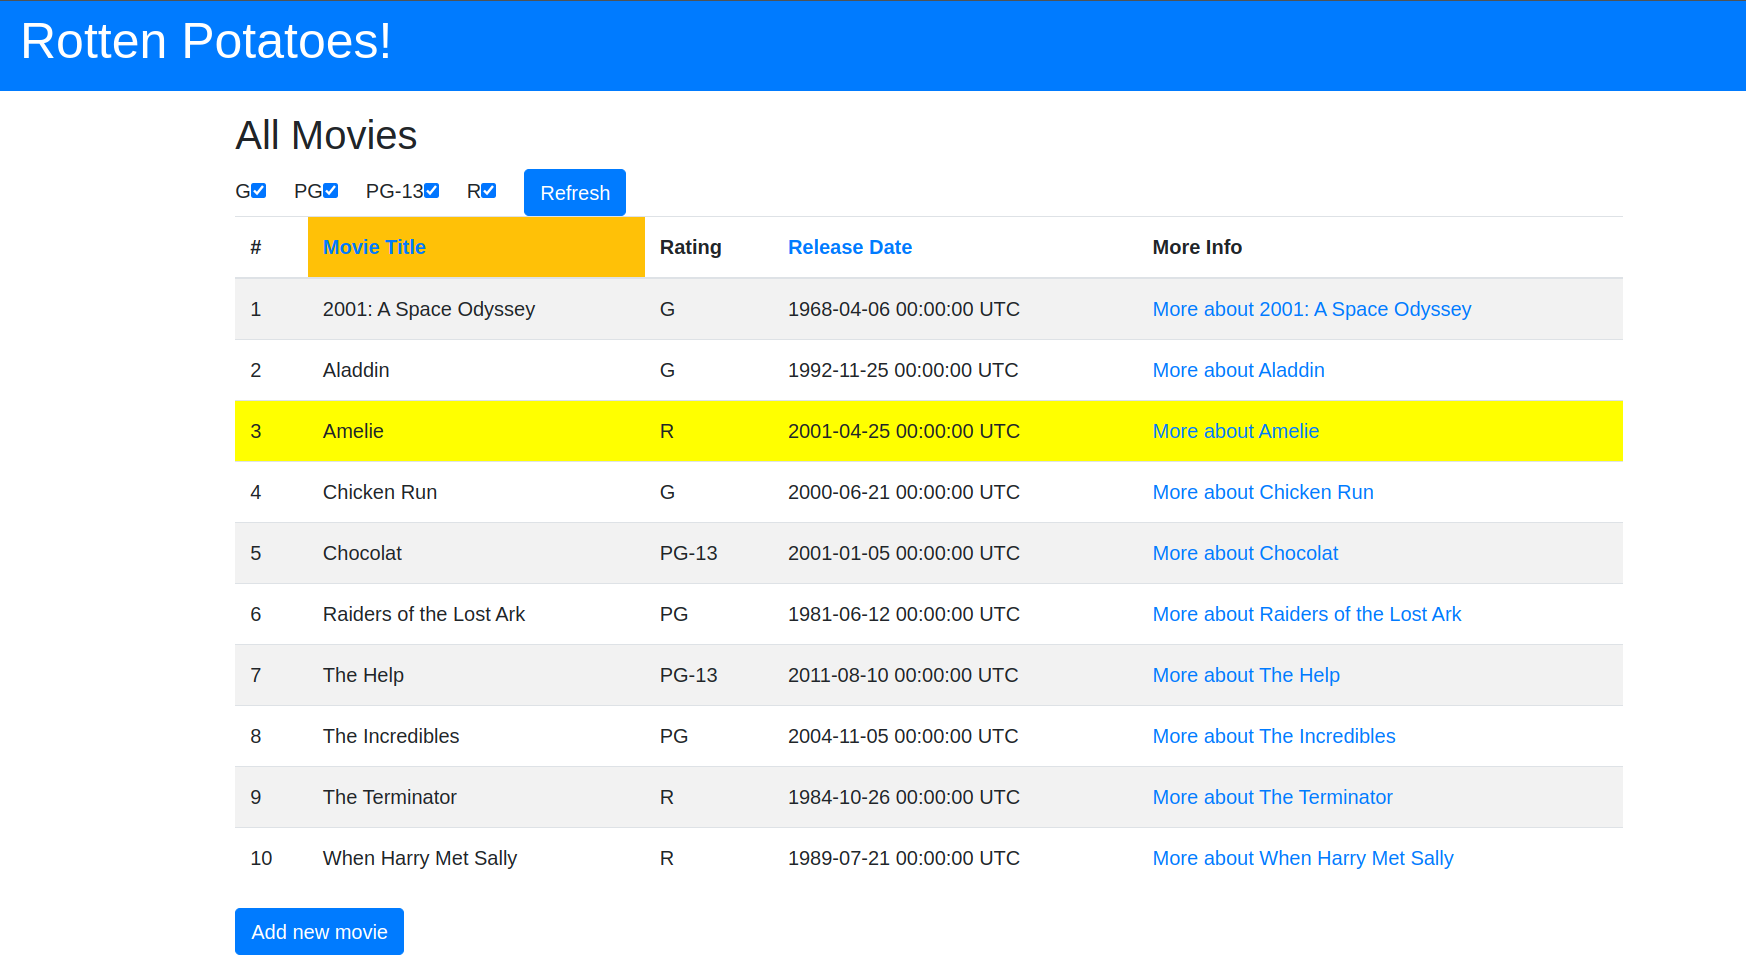 Rotten Potatoes!
All Movies
G PG PG-13 R Refresh
# Movie Title Rating Release Date More Info
1 2001: A Space Odyssey G 1968-04-06 00:00:00 UTC More about 2001: A Space Odyssey
2 Aladdin G 1992-11-25 00:00:00 UTC More about Aladdin
3 Amelie R 2001-04-25 00:00:00 UTC More about Amelie
4 Chicken Run G 2000-06-21 00:00:00 UTC More about Chicken Run
5 Chocolat PG-13 2001-01-05 00:00:00 UTC More about Chocolat
6 Raiders of the Lost Ark PG 1981-06-12 00:00:00 UTC More about Raiders of the Lost Ark
7 The Help PG-13 2011-08-10 00:00:00 UTC More about The Help
8 The Incredibles PG 2004-11-05 00:00:00 UTC More about The Incredibles
9 The Terminator R 1984-10-26 00:00:00 UTC More about The Terminator
10 When Harry Met Sally R 1989-07-21 00:00:00 UTC More about When Harry Met Sally
Add new movie